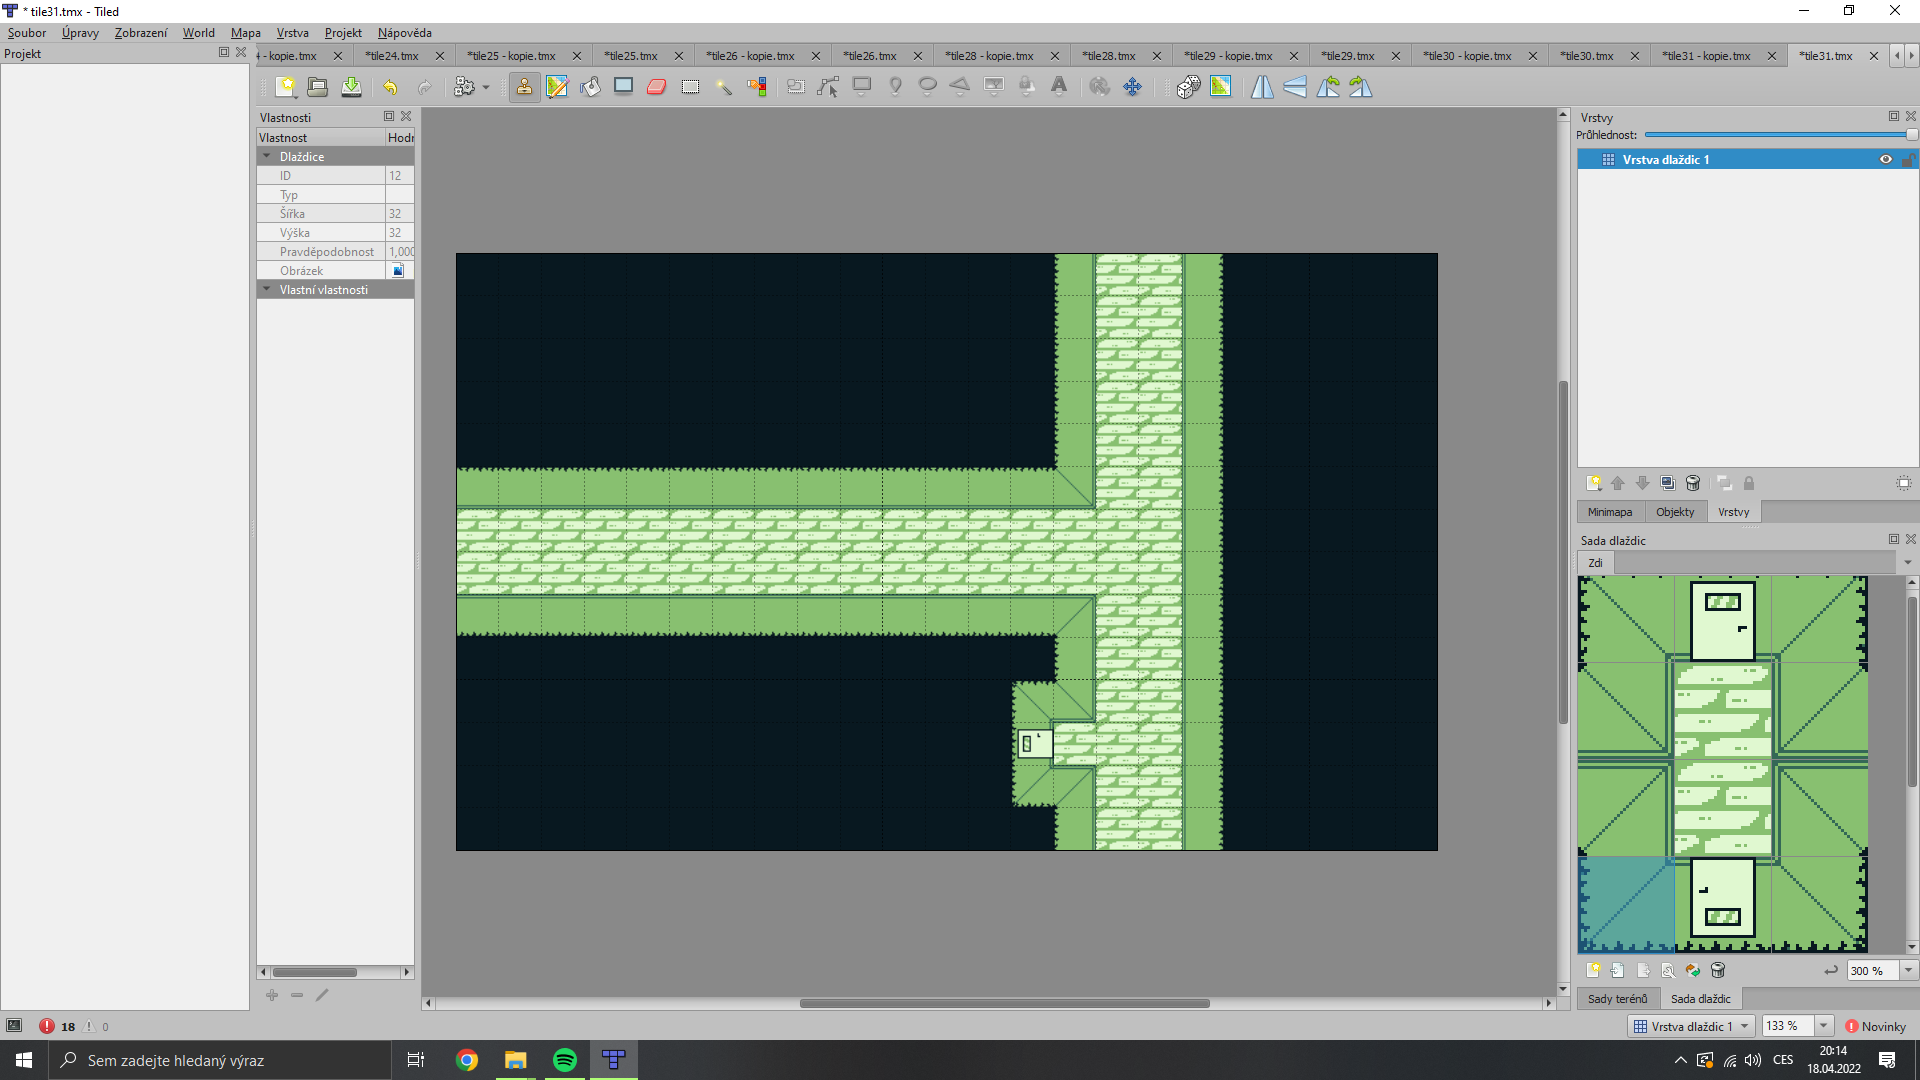 * tile31.tmx - Tiled
Soubor Úpravy Zobrazení World Mapa Vrstva Projekt Nápověda
Projekt
- kopie.tmx *tile24.tmx *tile25 - kopie.tmx *tile25.tmx *tile26 - kopie.tmx *tile26.tmx *tile28 - kopie.tmx *tile28.tmx *tile29 - kopie.tmx *tile29.tmx *tile30 - kopie.tmx *tile30.tmx *tile31 - kopie.tmx *tile31.tmx
Vlastnosti
Vlastnost Hodr
Dlaždice
ID 12
Typ
Šířka 32
Výška 32
Pravděpodobnost 1,000
Obrázek
Vlastní vlastnosti
Vrstvy
Průhlednost:
Vrstva dlaždic 1
Minimapa Objekty Vrstvy
Sada dlaždic
Zdi
300 %
Sady terénů Sada dlaždic
18 0
Vrstva dlaždic 1 133 % Novinky
Sem zadejte hledaný výraz
CES
20:14
18.04.2022